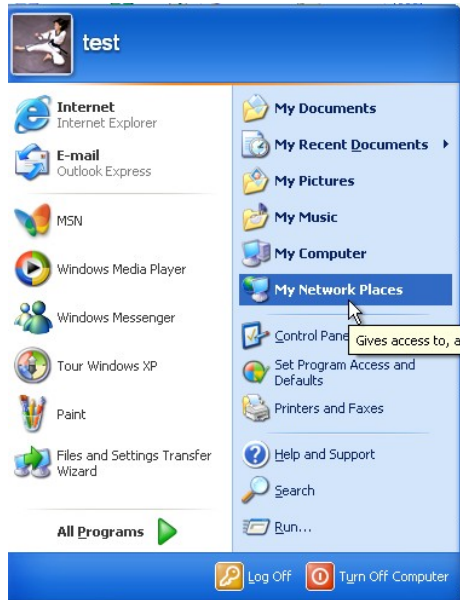 test
Internet
Internet Explorer
E-mail
Outlook Express
MSN
Windows Media Player
Windows Messenger
Tour Windows XP
Paint
Files and Settings Transfer
Wizard
All Programs
My Documents
My Recent Documents
My Pictures
My Music
My Computer
My Network Places
Control Pane
Gives access to, a
Set Program Access and
Defaults
Printers and Faxes
Help and Support
Search
Run...
Log Off
Turn Off Computer